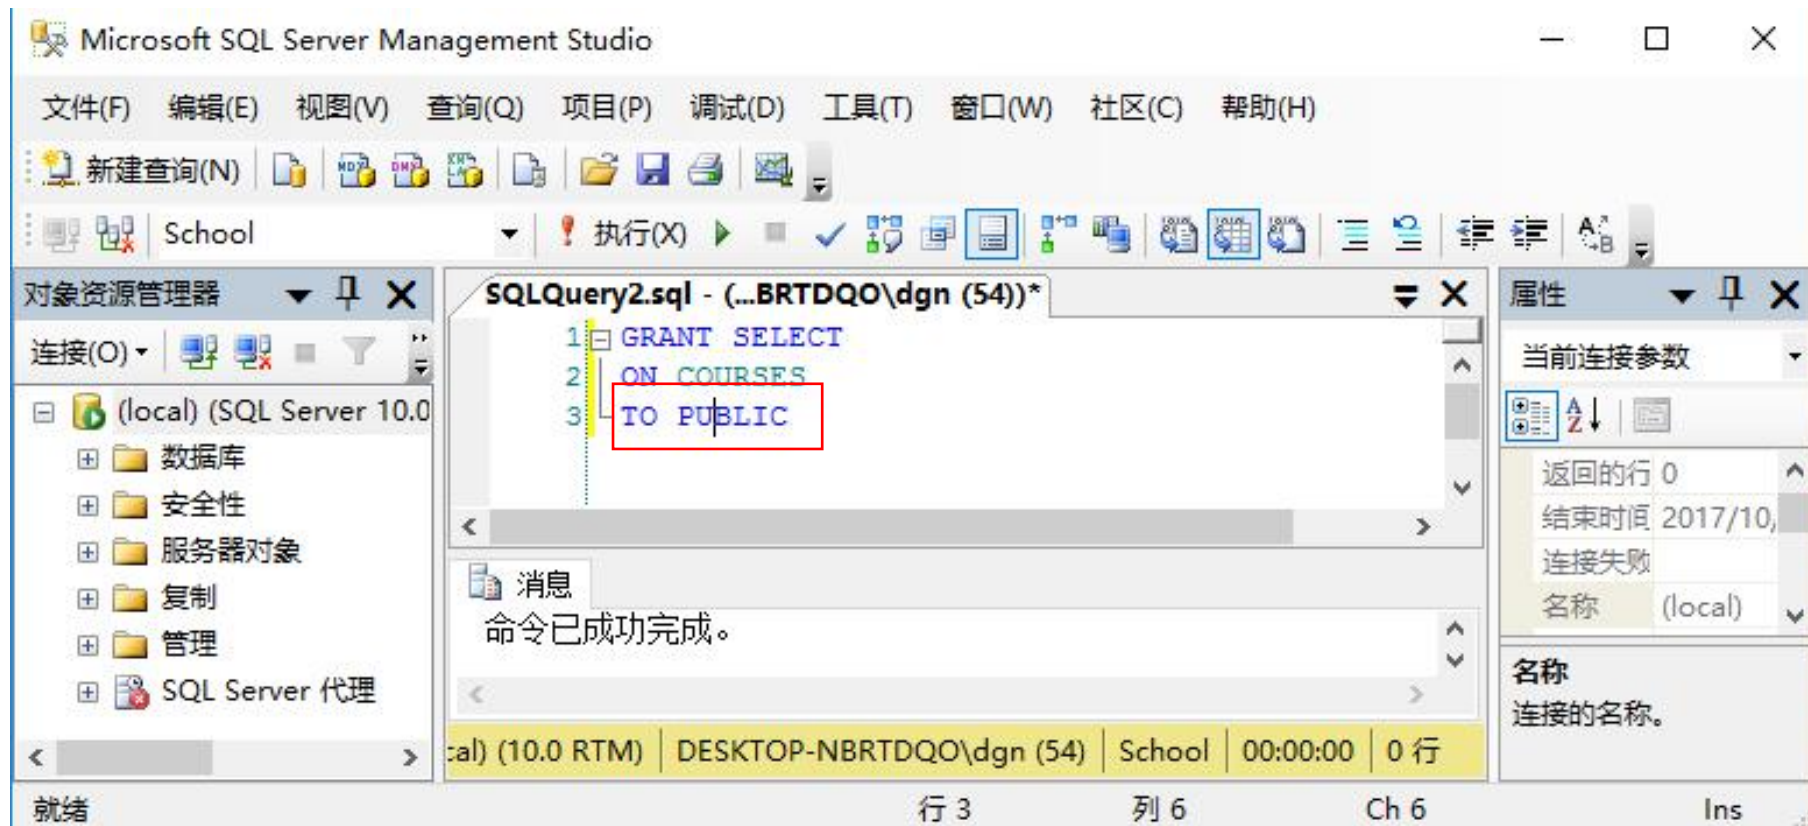 Microsoft SQL Server Management Studio
文件(F) 编辑(E) 视图(V) 查询(Q) 项目(P) 调试(D) 工具(T) 窗口(W) 社区(C) 帮助(H)
新建查询(N)
School 执行(X)
对象资源管理器
连接(O)
(local) (SQL Server 10.0
数据库
安全性
服务器对象
复制
管理
SQL Server 代理
SQLQuery2.sql - (...BRTDQO\dgn (54))*
1 GRANT SELECT
2 ON COURSES
3 TO PUBLIC
消息
命令已成功完成。
cal) (10.0 RTM) DESKTOP-NBRTDQO\dgn (54) School 00:00:00 0 行
属性
当前连接参数
返回的行 0
结束时间 2017/10/
连接失败
名称 (local)
名称
连接的名称。
就绪 行 3 列 6 Ch 6 Ins